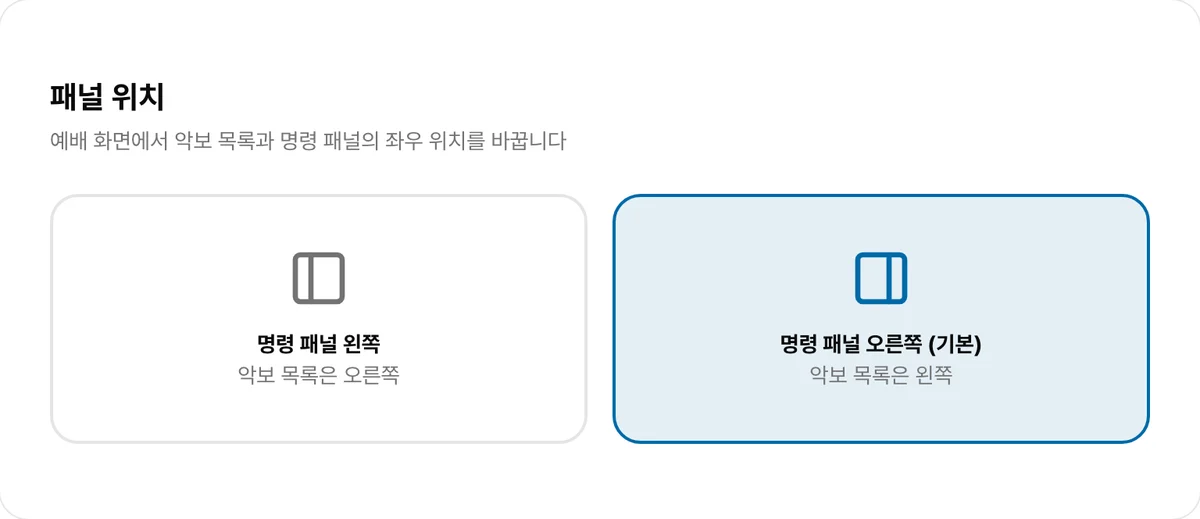 패널 위치
예배 화면에서 악보 목록과 명령 패널의 좌우 위치를 바꿉니다
명령 패널 왼쪽
악보 목록은 오른쪽
명령 패널 오른쪽 (기본)
악보 목록은 왼쪽